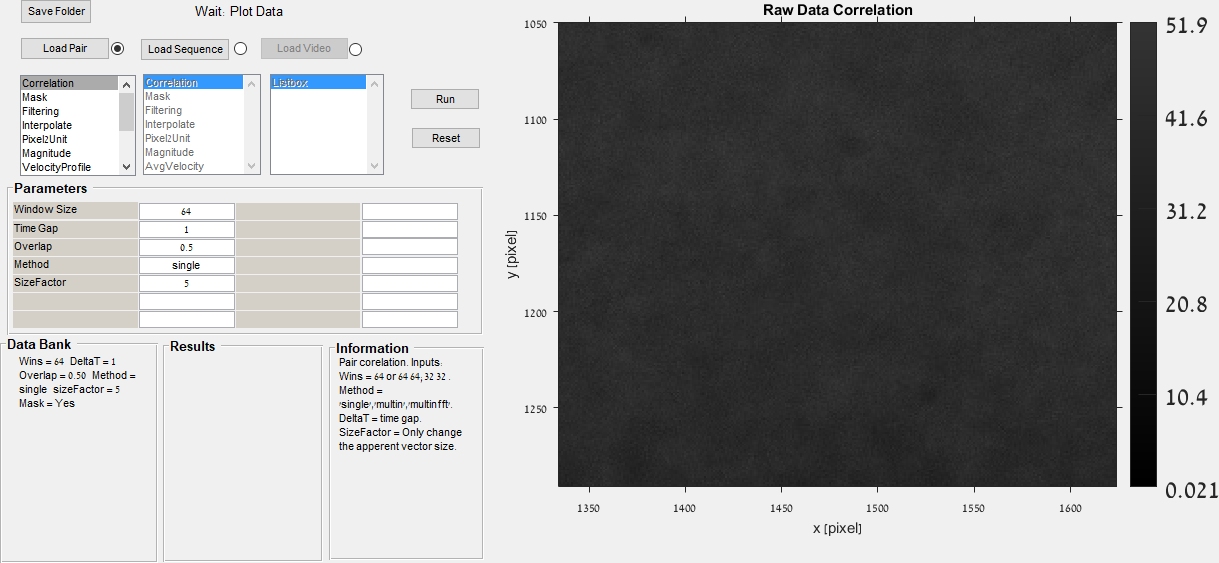 Save Folder
Wait: Plot Data
Load Pair
Load Sequence
Load Video
Correlation
Mask
Filtering
Interpolate
Pixel2Unit
Magnitude
VelocityProfile
Correlation
Mask
Filtering
Interpolate
Pixel2Unit
Magnitude
AvgVelocity
Listbox
Run
Reset
Parameters
Window Size 64
Time Gap 1
Overlap 0.5
Method single
SizeFactor 5
Data Bank
Wins = 64 DeltaT = 1
Overlap = 0.50 Method =
single sizeFactor = 5
Mask = Yes
Results
Information
Pair corelation. Inputs:
Wins = 64 or 64 64, 32 32 .
Method =
'single','multin','multinfft'.
DeltaT = time gap.
SizeFactor = Only change
the apperent vector size.
Raw Data Correlation
1050
1100
1150
1200
1250
y [pixel]
1350 1400 1450 1500 1550 1600
x [pixel]
51.9
41.6
31.2
20.8
10.4
0.021